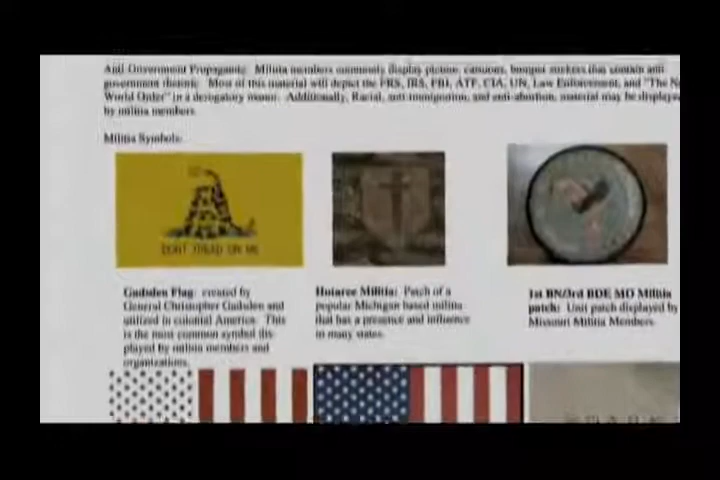 Anti Government Propaganda: Militia members commonly display picture, cartoons, bumper stickers that contain anti
government rhetoric. Most of this material will depict the FRS, IRS, FBI, ATF, CIA, UN, Law Enforcement, and "The N
World Order" in a derogatory manor. Additionally, Racial, anti-immigration, and anti-abortion, material may be displaye
by militia members.
Militia Symbols:
DONT TREAD ON ME
Gadsden Flag: created by
General Christopher Gadsden and
utilized in colonial America. This
is the most common symbol dis-
played by militia members and
organizations.
Hutaree Militia: Patch of a
popular Michigan based militia
that has a presence and influence
in many states.
1st BN/3rd BDE MO Militia
patch: Unit patch displayed by
Missouri Militia Members.